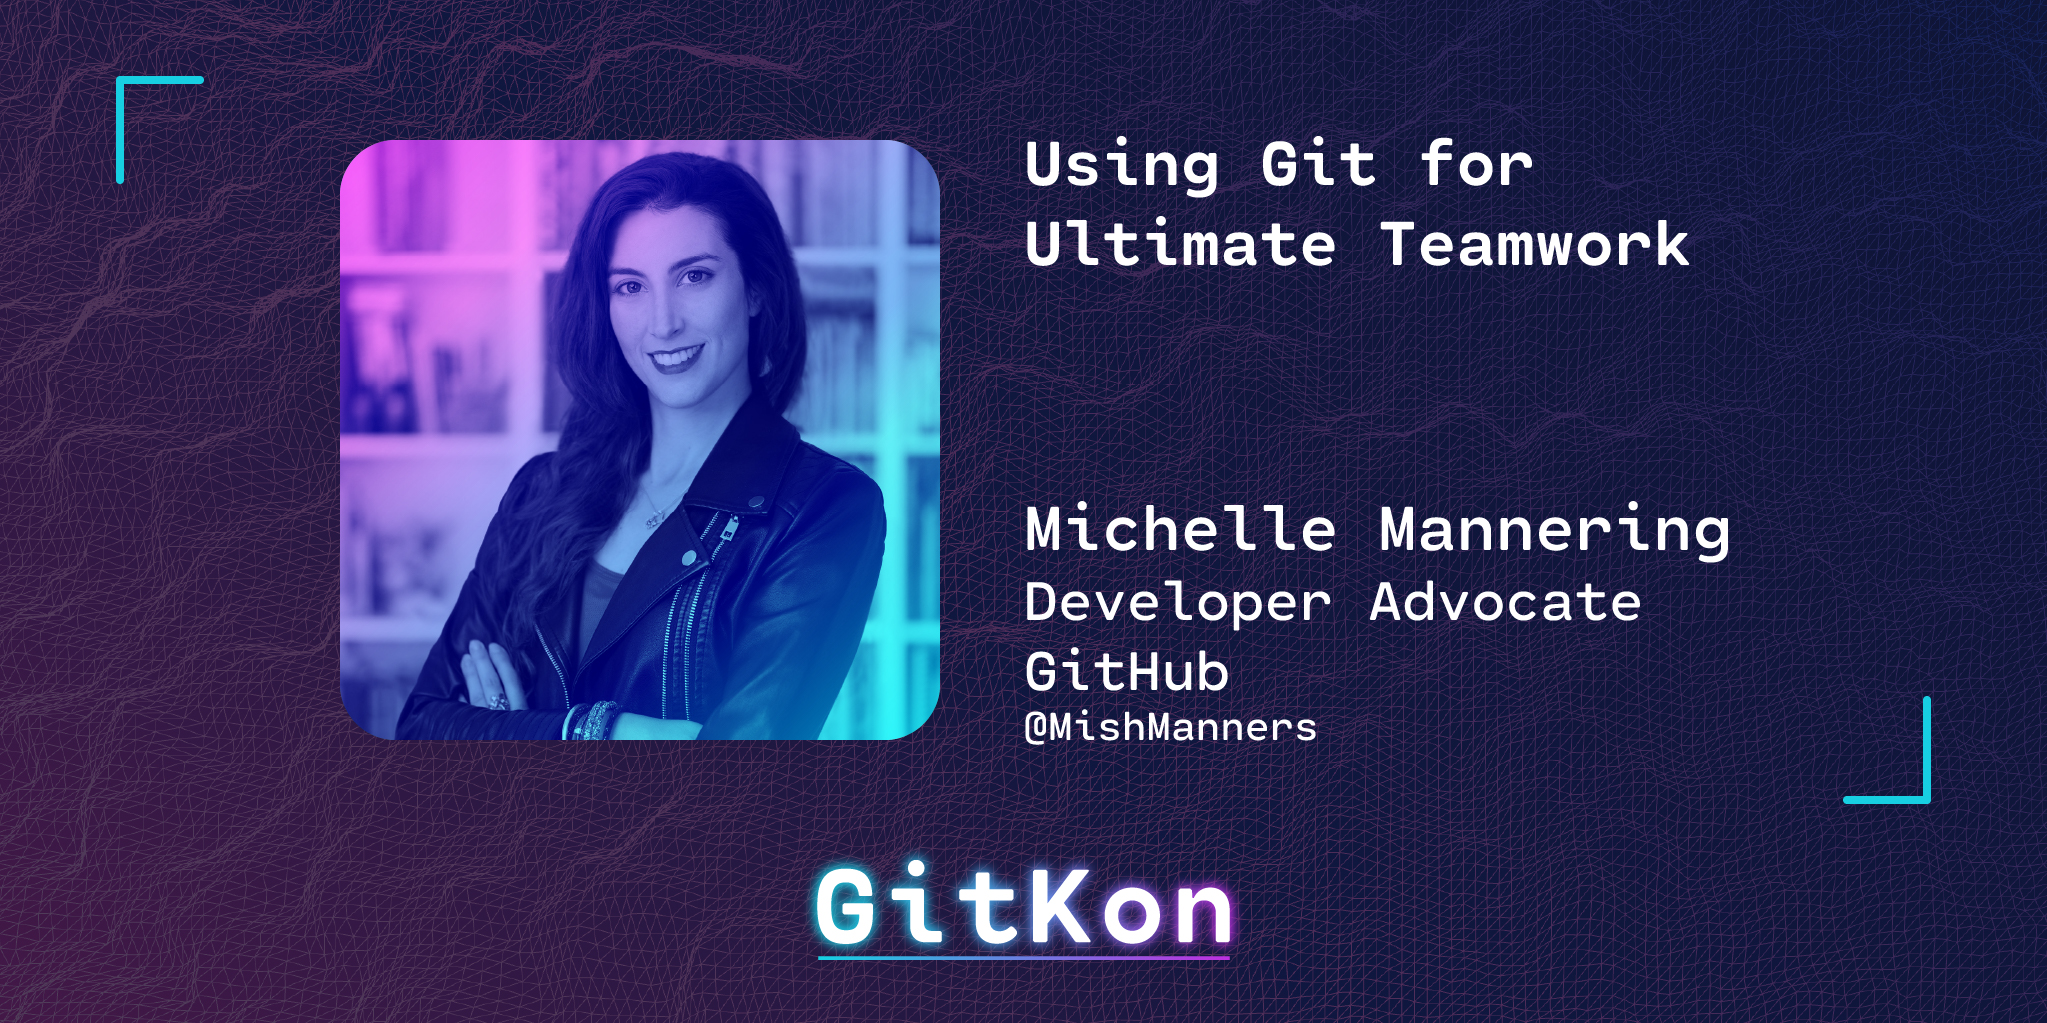 Using Git for
Ultimate Teamwork
Michelle Mannering
Developer Advocate
GitHub
@MishManners
GitKon